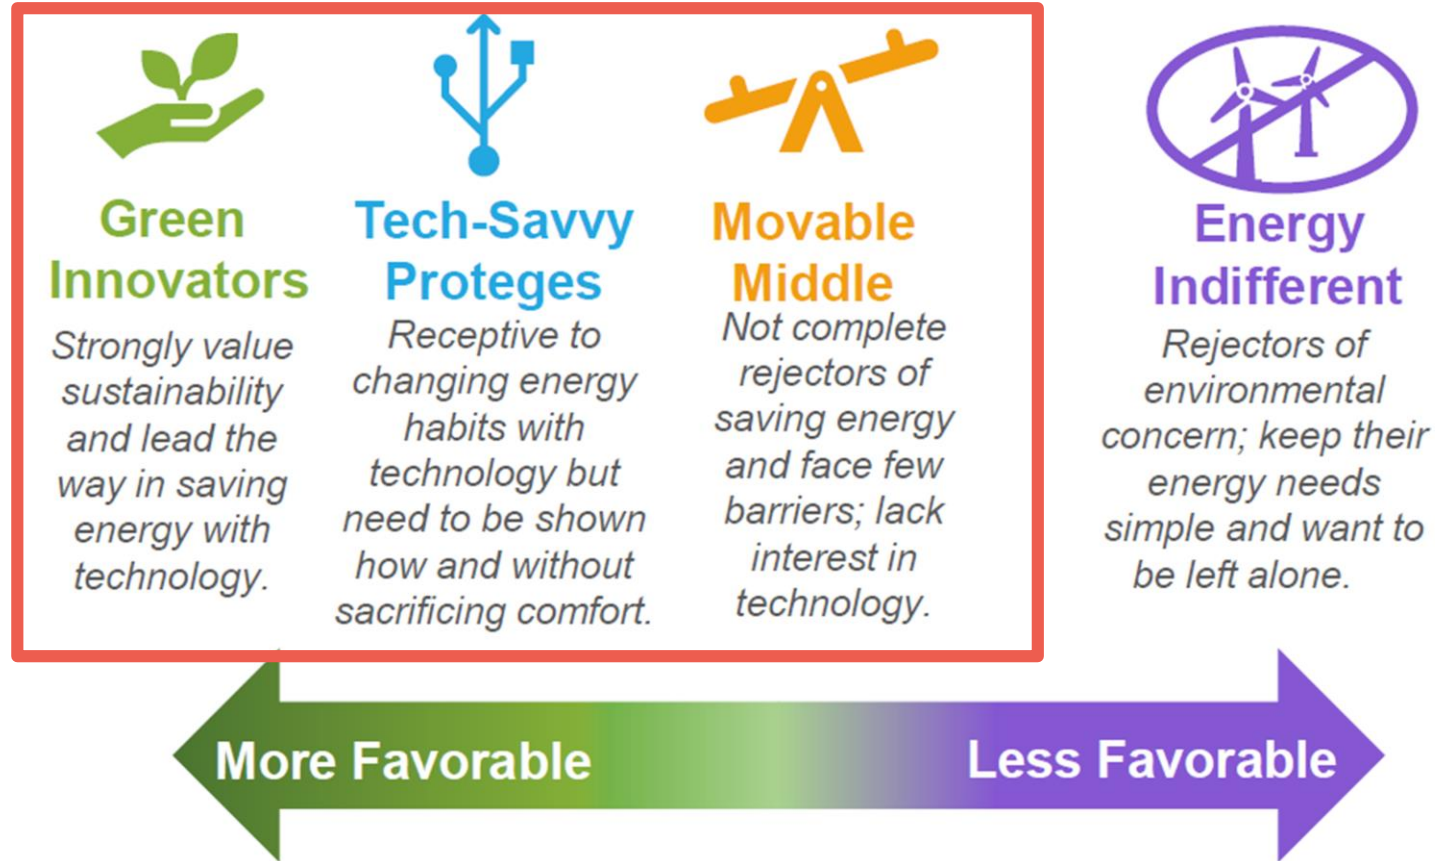 Green
Innovators
Strongly value
sustainability
and lead the
way in saving
energy with
technology.
Tech-Savvy
Proteges
Receptive to
changing energy
habits with
technology but
need to be shown
how and without
sacrificing comfort.
Movable
Middle
Not complete
rejectors of
saving energy
and face few
barriers; lack
interest in
technology.
Energy
Indifferent
Rejectors of
environmental
concern; keep their
energy needs
simple and want to
be left alone.
More Favorable
Less Favorable